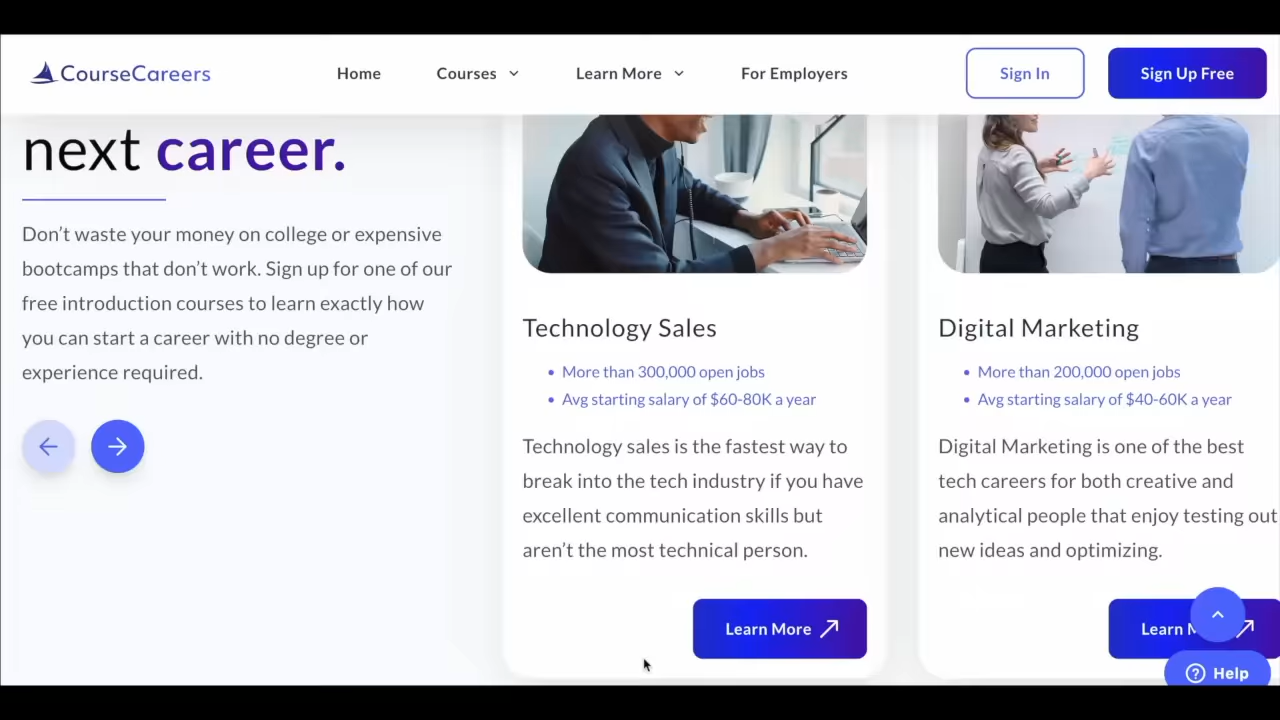 CourseCareers
Home
Courses
Learn More
For Employers
Sign In
Sign Up Free
next career.
Don’t waste your money on college or expensive
bootcamps that don’t work. Sign up for one of our
free introduction courses to learn exactly how
you can start a career with no degree or
experience required.
Technology Sales
More than 300,000 open jobs
Avg starting salary of $60-80K a year
Technology sales is the fastest way to
break into the tech industry if you have
excellent communication skills but
aren’t the most technical person.
Learn More
Digital Marketing
More than 200,000 open jobs
Avg starting salary of $40-60K a year
Digital Marketing is one of the best
tech careers for both creative and
analytical people that enjoy testing out
new ideas and optimizing.
Learn
Help